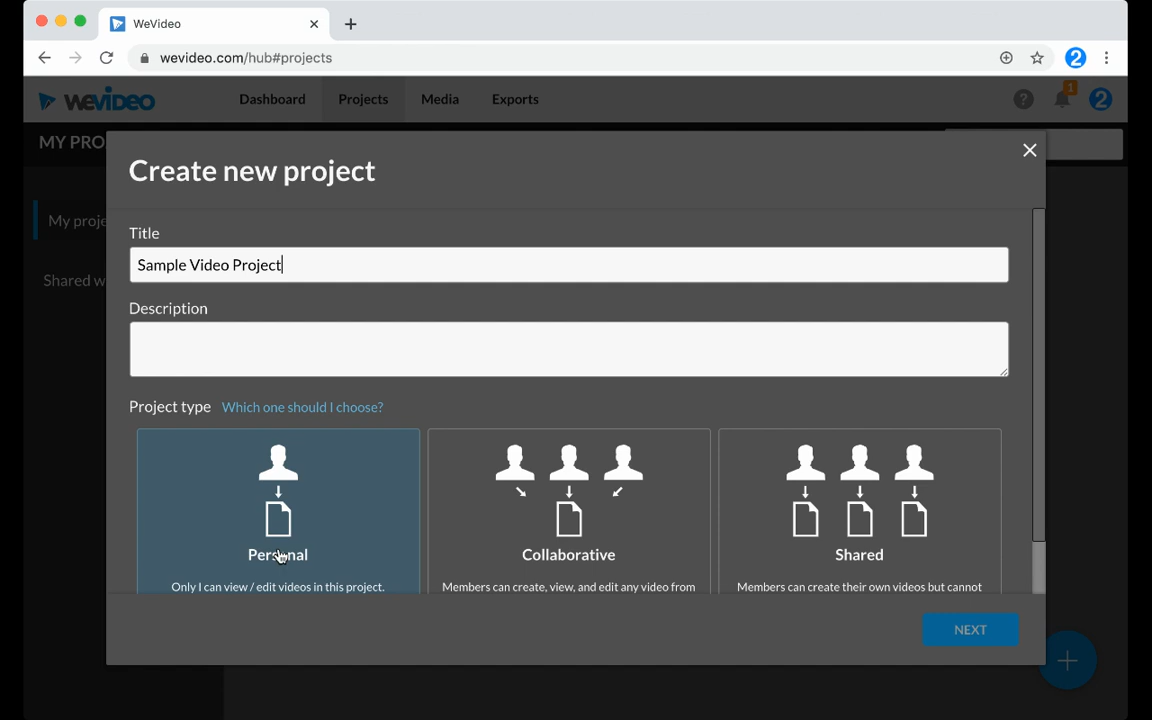 WeVideo
wevideo.com/hub#projects
2
WEVIDEO
Dashboard
Projects
Media
Exports
?
1
2
MY PRO
Create new project
My proje
Shared w
Title
Sample Video Project
Description
Project type Which one should I choose?
Personal
Only I can view / edit videos in this project.
Collaborative
Members can create, view, and edit any video from
Shared
Members can create their own videos but cannot
NEXT